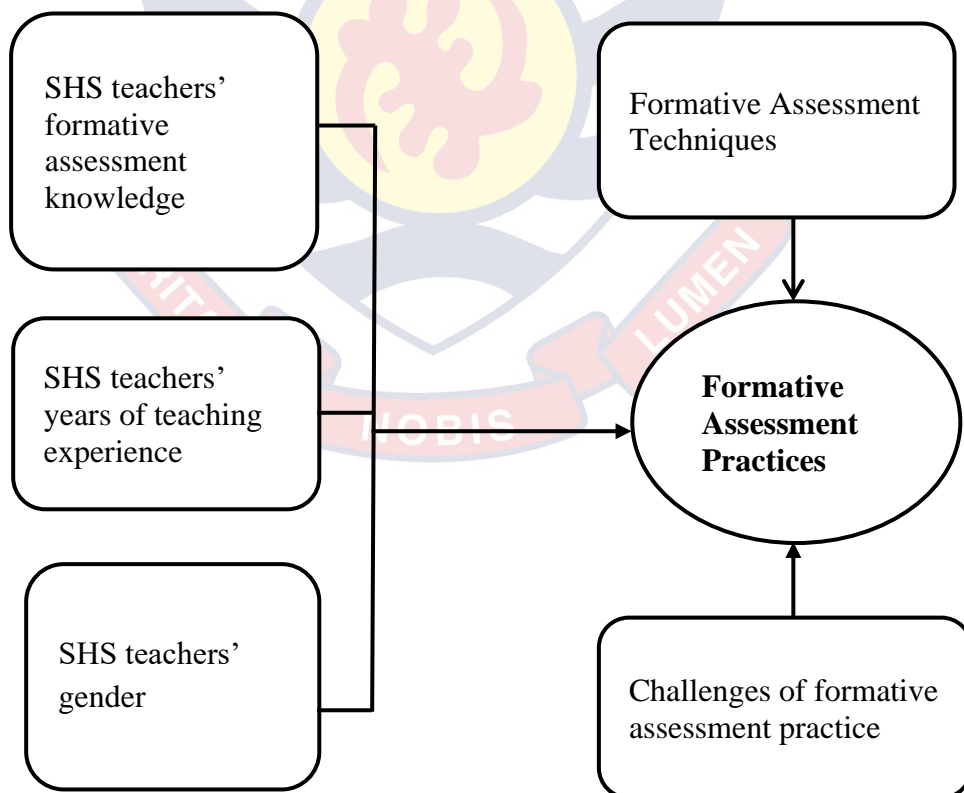 SHS teachers’
formative
assessment
knowledge
Formative Assessment
Techniques
SHS teachers’
years of teaching
experience
Formative
Assessment
Practices
SHS teachers’
gender
Challenges of formative
assessment practice
NOBIS
LUMEN